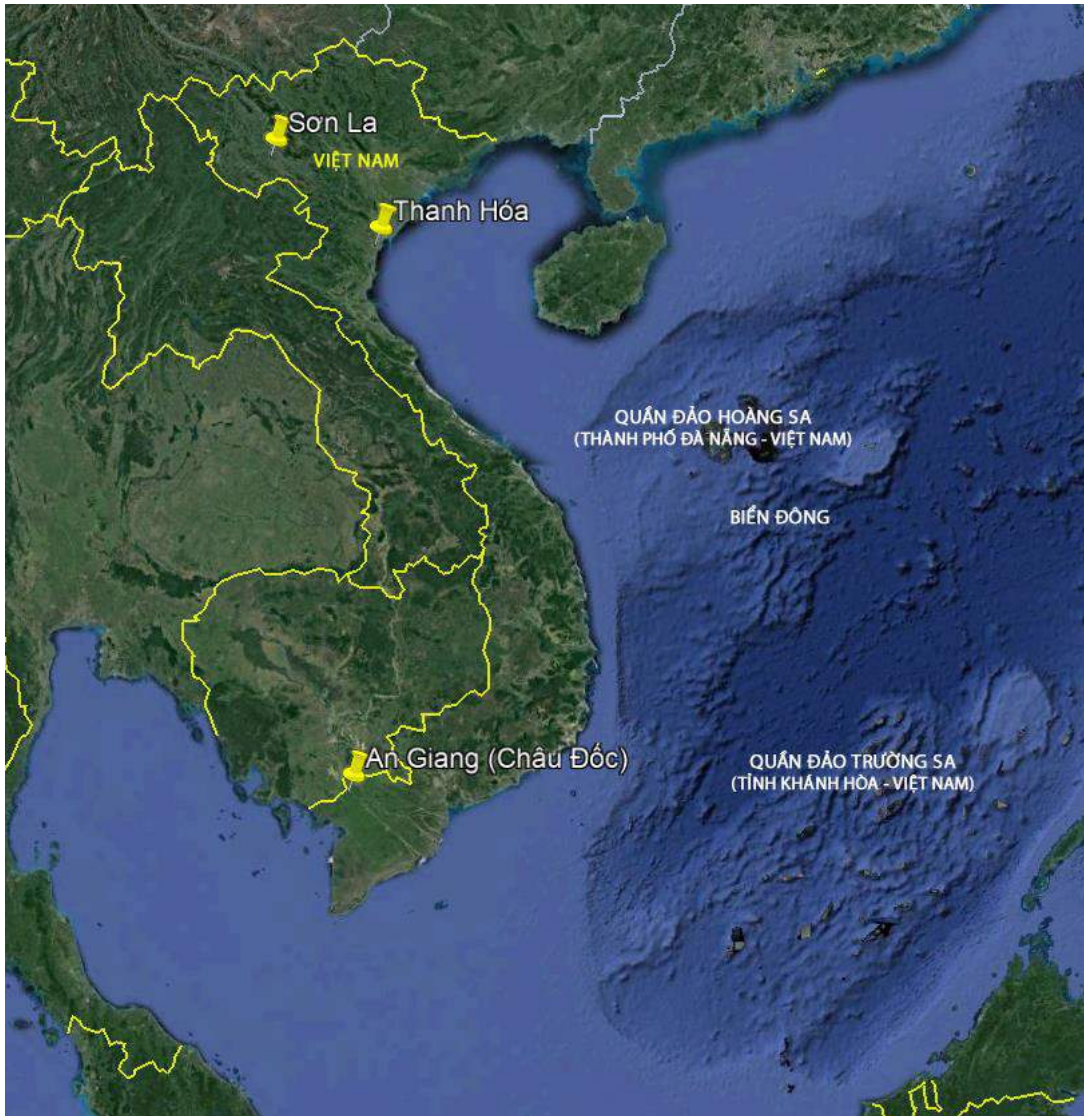 Sơn La
VIỆT NAM
Thanh Hóa
QUẦN ĐẢO HOÀNG SA
(THÀNH PHỐ ĐÀ NẴNG - VIỆT NAM)
BIỂN ĐÔNG
An Giang (Châu Đốc)
QUẦN ĐẢO TRƯỜNG SA
(TỈNH KHÁNH HÒA - VIỆT NAM)